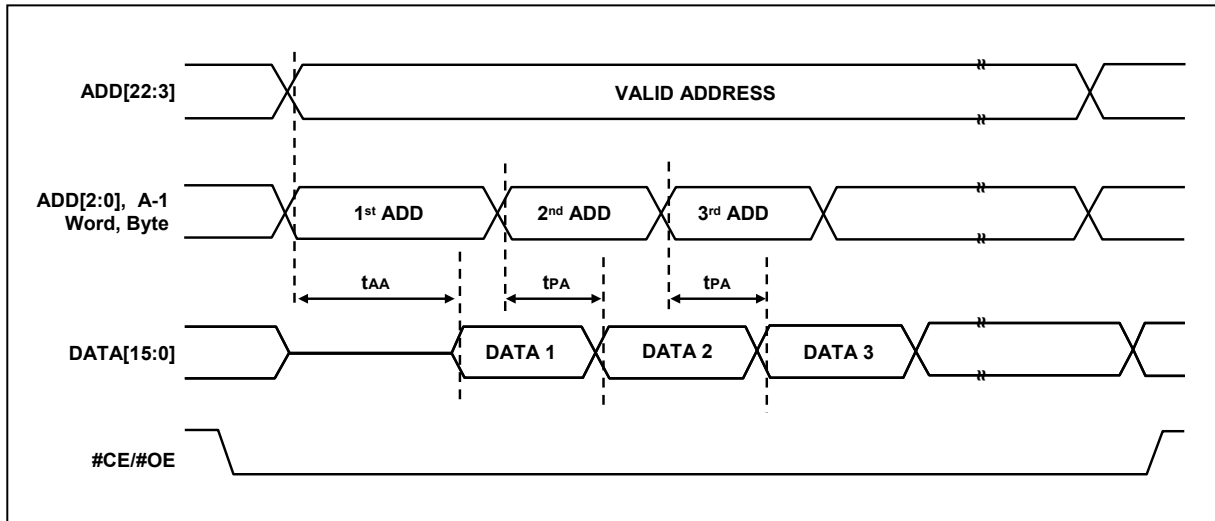 ADD[22:3]
VALID ADDRESS
ADD[2:0], A-1
Word, Byte
1st ADD
2nd ADD
3rd ADD
tAA
tPA
tPA
DATA[15:0]
DATA 1
DATA 2
DATA 3
#CE/#OE